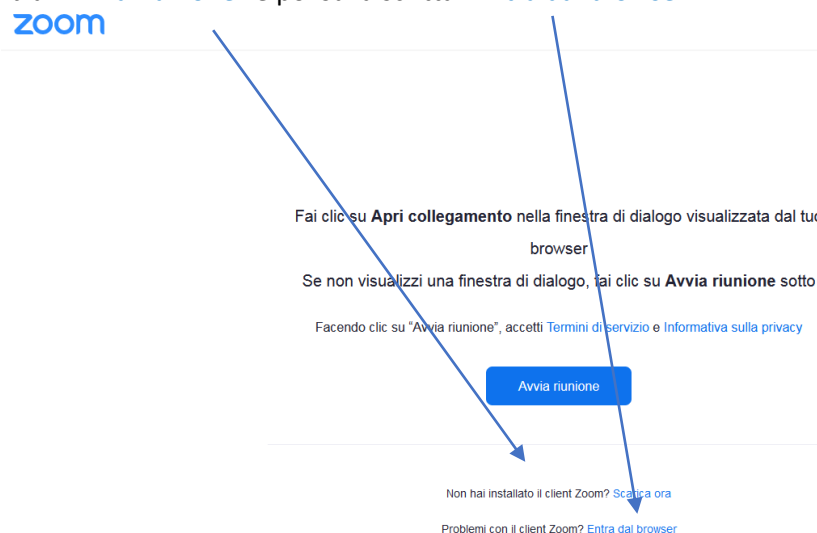 zoom
Fai clic su Apri collegamento nella finestra di dialogo visualizzata dal
browser
Se non visualizzi una finestra di dialogo, fai clic su Avvia riunione sotto
Facendo clic su “Avvia riunione”, accetti Termini di servizio e Informativa sulla privacy
Avvia riunione
Non hai installato il client Zoom? Scarica ora
Problemi con il client Zoom? Entra dal browser